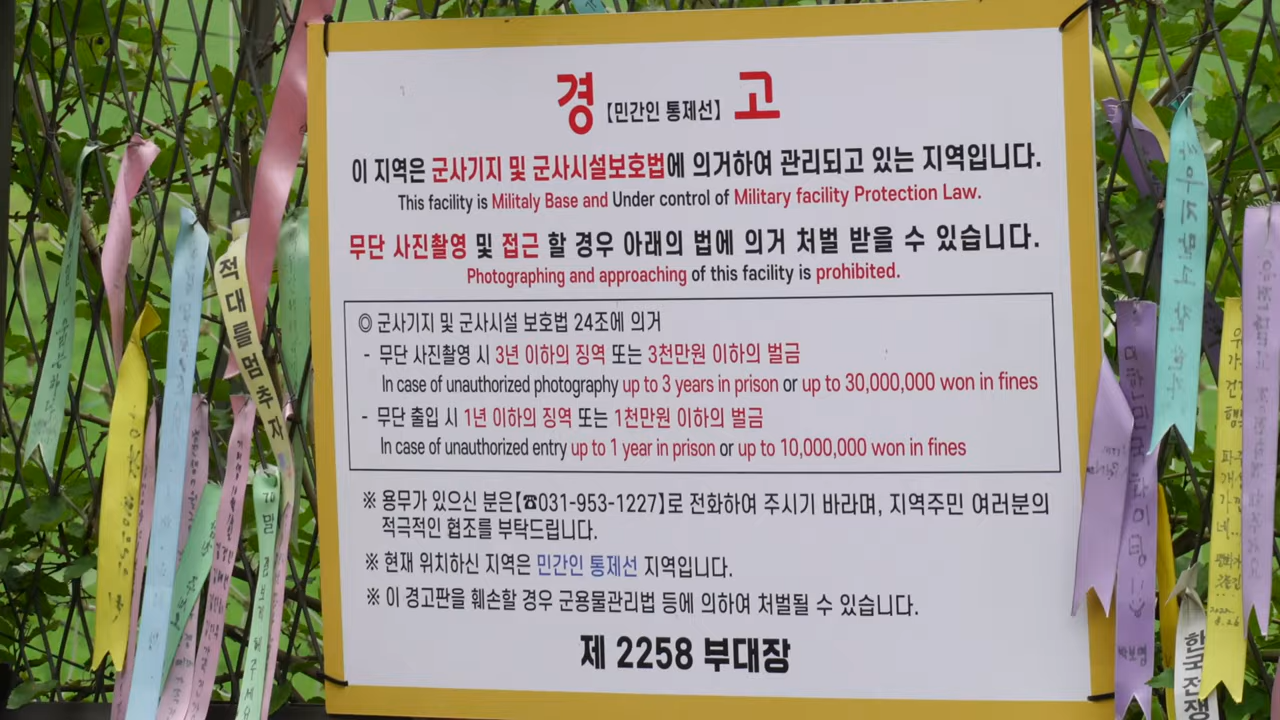 경 【민간인 통제선】 고
이 지역은 군사기지 및 군사시설보호법에 의거하여 관리되고 있는 지역입니다.
This facility is Militaly Base and Under control of Military facility Protection Law.
무단 사진촬영 및 접근 할 경우 아래의 법에 의거 처벌 받을 수 있습니다.
Photographing and approaching of this facility is prohibited.
◎ 군사기지 및 군사시설 보호법 24조에 의거
- 무단 사진촬영 시 3년 이하의 징역 또는 3천만원 이하의 벌금
In case of unauthorized photography up to 3 years in prison or up to 30,000,000 won in fines
- 무단 출입 시 1년 이하의 징역 또는 1천만원 이하의 벌금
In case of unauthorized entry up to 1 year in prison or up to 10,000,000 won in fines
※ 용무가 있으신 분은【☎031-953-1227】로 전화하여 주시기 바라며, 지역주민 여러분의
적극적인 협조를 부탁드립니다.
※ 현재 위치하신 지역은 민간인 통제선 지역입니다.
※ 이 경고판을 훼손할 경우 군용물관리법 등에 의하여 처벌될 수 있습니다.
제 2258 부대장
적대를멈추자
한국전쟁